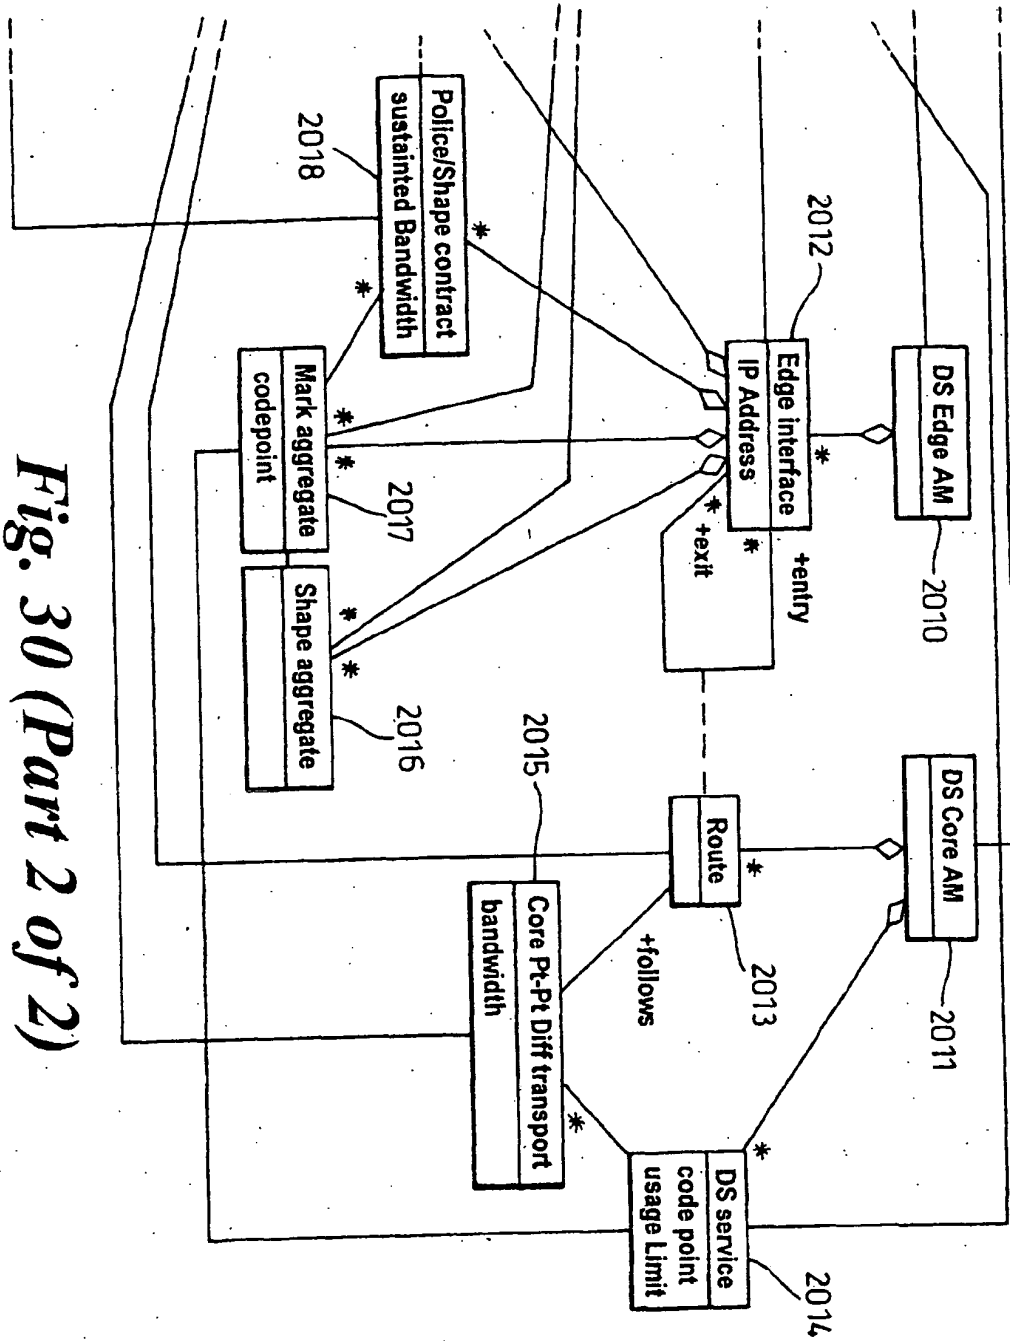 2010
DS Edge AM
*
2012
Edge interface
IP Address
*
+entry
*
+exit
DS Core AM
2011
*
Route
2013
+follows
*
DS service
code point
usage Limit
2014
2015
Core Pt-Pt Diff transport
bandwidth
*
*
Police/Shape contract
sustainted Bandwidth
2018
*
*
*
Mark aggregate
codepoint
2017
*
*
Shape aggregate
2016
Fig. 30 (Part 2 of 2)